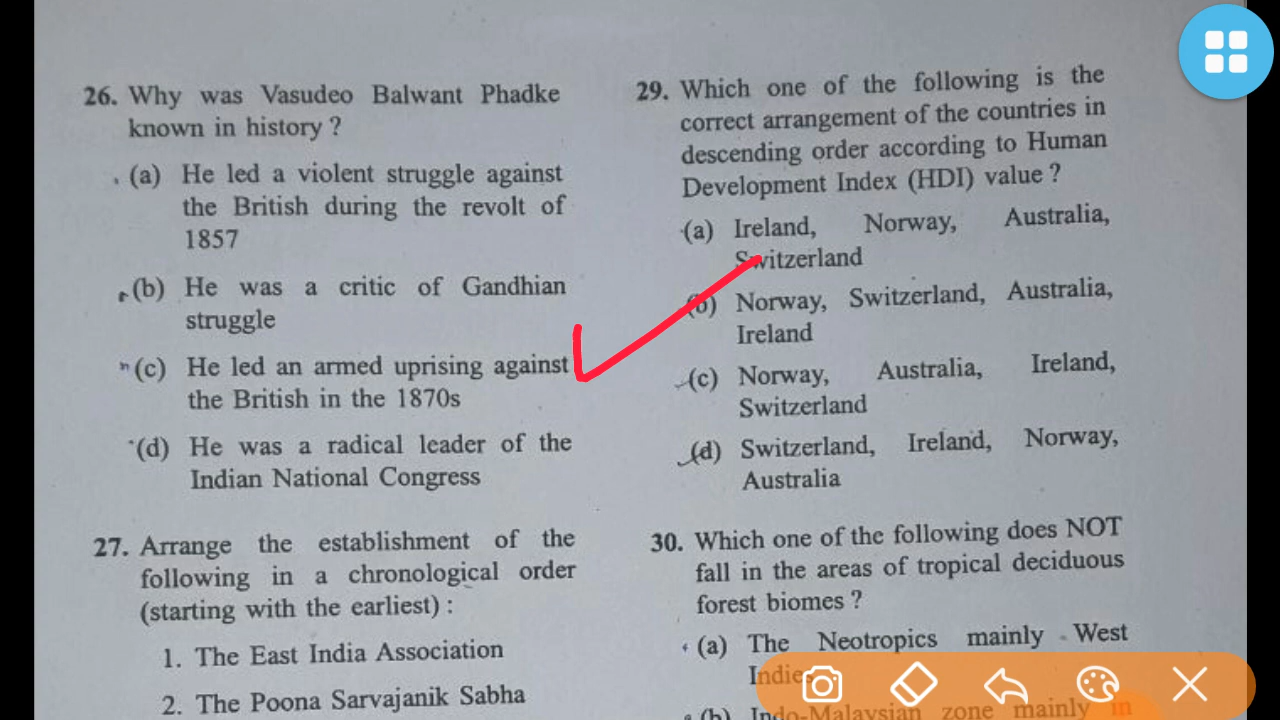 26. Why was Vasudeo Balwant Phadke
known in history ?
(a) He led a violent struggle against
the British during the revolt of
1857
(b) He was a critic of Gandhian
struggle
(c) He led an armed uprising against
the British in the 1870s
(d) He was a radical leader of the
Indian National Congress
27. Arrange the establishment of the
following in a chronological order
(starting with the earliest) :
1. The East India Association
2. The Poona Sarvajanik Sabha
29. Which one of the following is the
correct arrangement of the countries in
descending order according to Human
Development Index (HDI) value ?
(a) Ireland, Norway, Australia,
Switzerland
(b) Norway, Switzerland, Australia,
Ireland
(c) Norway, Australia, Ireland,
Switzerland
(d) Switzerland, Ireland, Norway,
Australia
30. Which one of the following does NOT
fall in the areas of tropical deciduous
forest biomes ?
(a) The Neotropics mainly West
Indies
(b) Indo-Malaysian zone mainly in